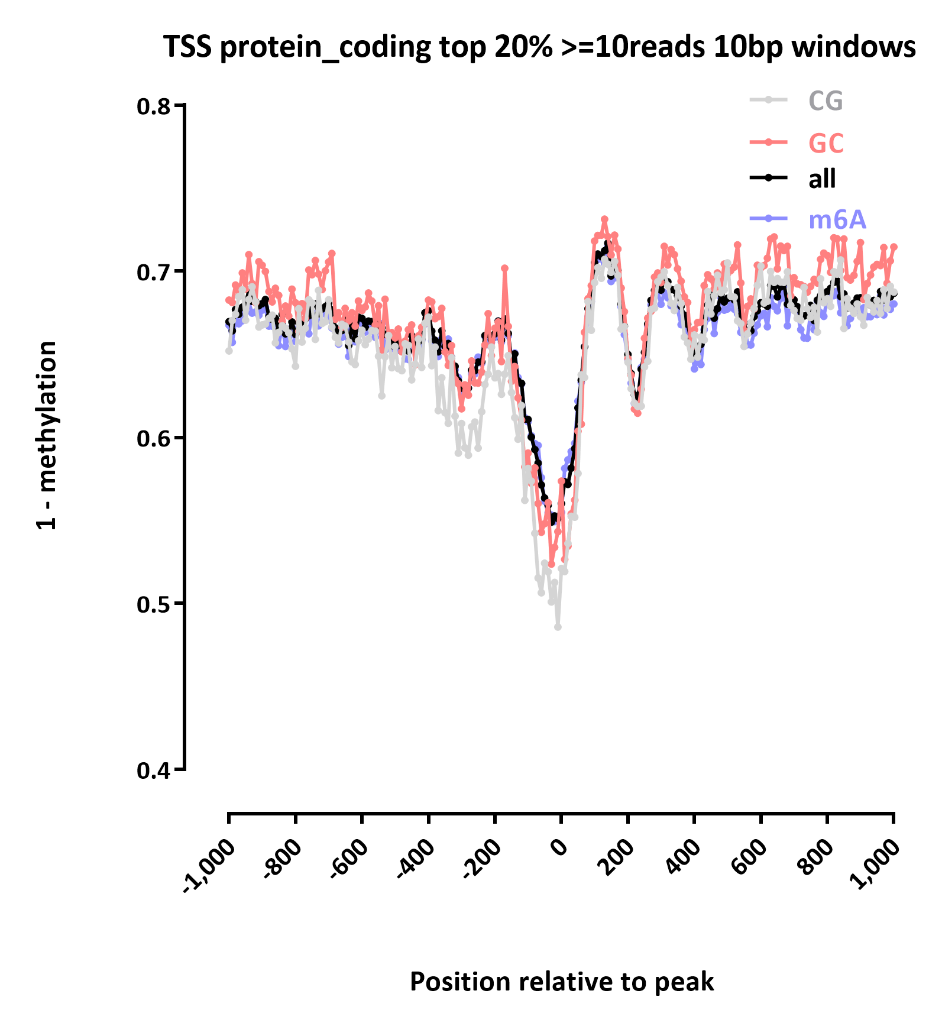 TSS protein_coding top 20% >=10reads 10bp windows
CG
GC
all
m6A
0.8
0.7
0.6
0.5
0.4
1 - methylation
-1,000
-800
-600
-400
-200
0
200
400
600
800
1,000
Position relative to peak